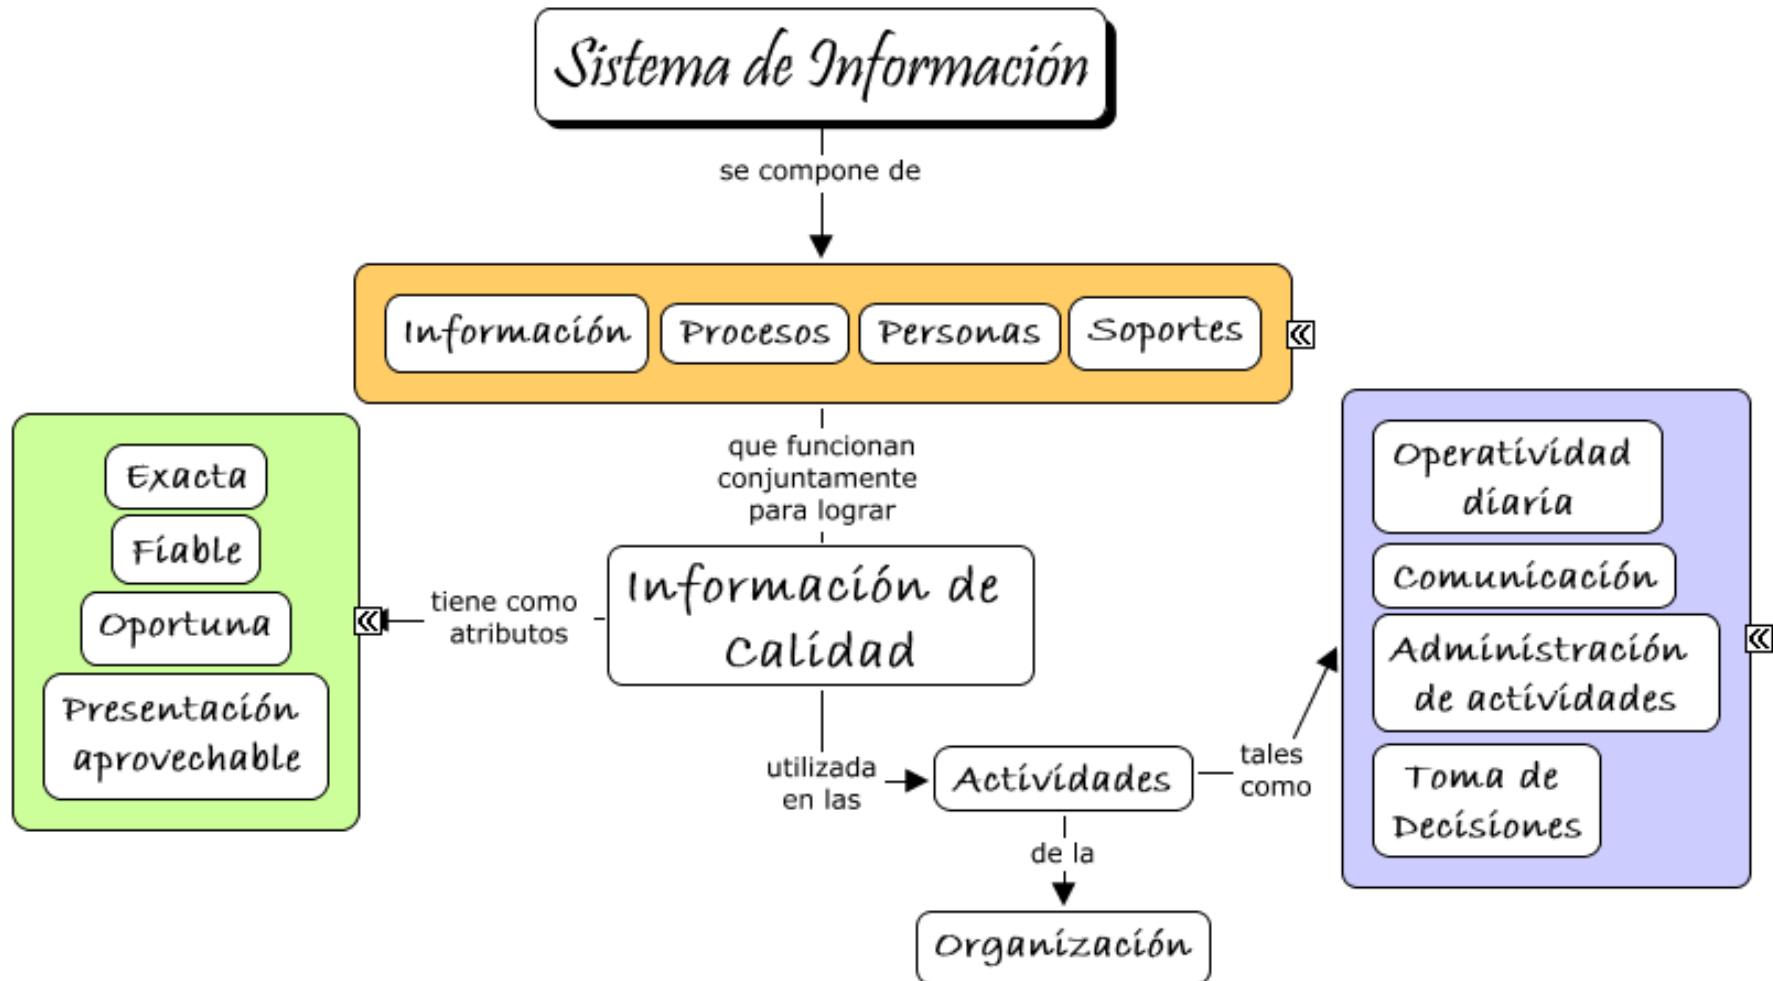 Sistema de Información
se compone de
Información
Procesos
Personas
Soportes
que funcionan
conjuntamente
para lograr
Información de
Calidad
tiene como
atributos
Exacta
Fiable
Oportuna
Presentación
aprovechable
utilizada
en las
Actividades
de la
Organización
tales
como
Operatividad
diaria
Comunicación
Administración
de actividades
Toma de
Decisiones